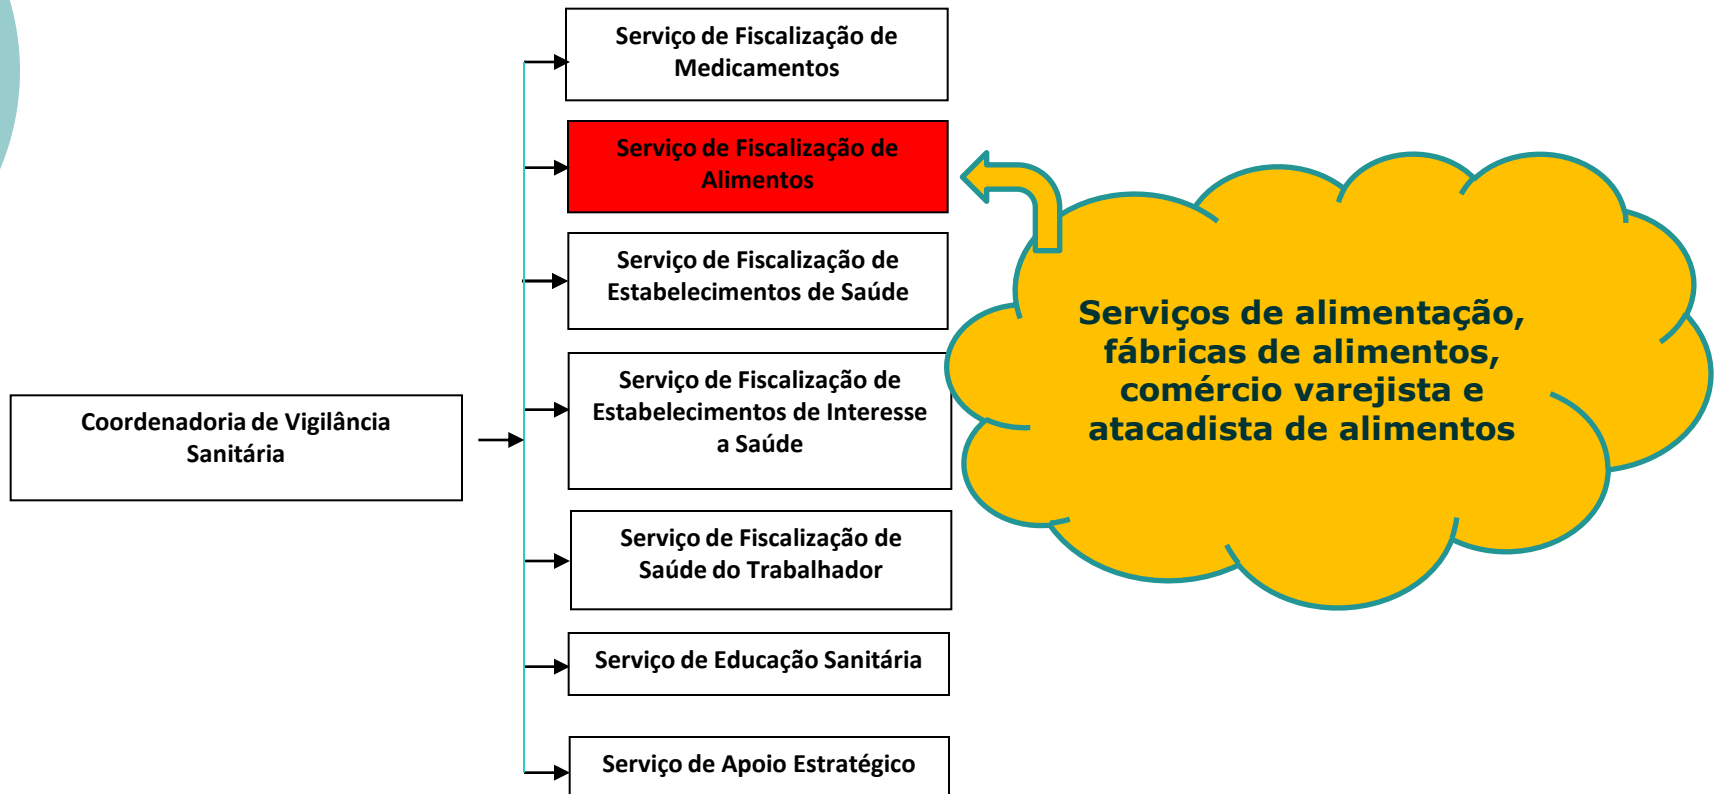 Serviço de Fiscalização de
Medicamentos
Serviço de Fiscalização de
Alimentos
Serviço de Fiscalização de
Estabelecimentos de Saúde
Serviço de Fiscalização de
Estabelecimentos de Interesse
a Saúde
Coordenadoria de Vigilância
Sanitária
Serviço de Fiscalização de
Saúde do Trabalhador
Serviço de Educação Sanitária
Serviço de Apoio Estratégico
Serviços de alimentação,
fábricas de alimentos,
comércio varejista e
atacadista de alimentos